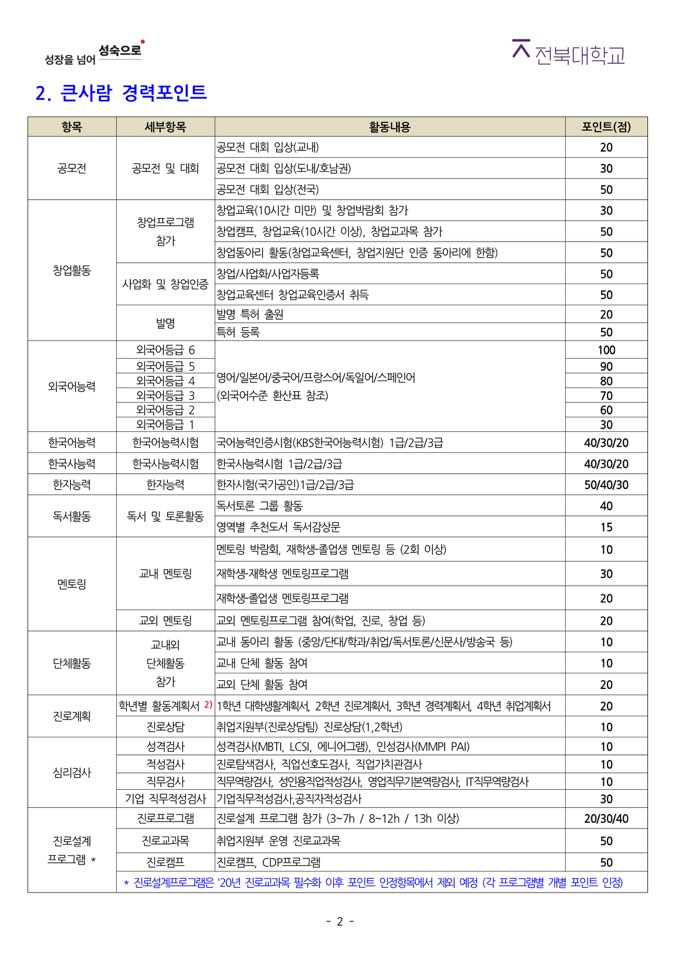 성장을 넘어 성숙으로
전북대학교
2. 큰사람 경력포인트
항목 세부항목 활동내용 포인트(점)
공모전 공모전 및 대회 공모전 대회 입상(교내) 20
공모전 대회 입상(도내/호남권) 30
공모전 대회 입상(전국) 50
창업활동 창업프로그램 참가 창업교육(10시간 미만) 및 창업박람회 참가 30
창업캠프, 창업교육(10시간 이상), 창업교과목 참가 50
창업동아리 활동(창업교육센터, 창업지원단 인증 동아리에 한함) 50
사업화 및 창업인증 창업/사업화/사업자등록 50
창업교육센터 창업교육인증서 취득 50
발명 발명 특허 출원 20
특허 등록 50
외국어능력 외국어등급 6 영어/일본어/중국어/프랑스어/독일어/스페인어 100
(외국어수준 환산표 참조)
외국어등급 5 90
외국어등급 4 80
외국어등급 3 70
외국어등급 2 60
외국어등급 1 30
한국어능력 한국어능력시험 국어능력인증시험(KBS한국어능력시험) 1급/2급/3급 40/30/20
한국사능력 한국사능력시험 한국사능력시험 1급/2급/3급 40/30/20
한자능력 한자능력 한자시험(국가공인)1급/2급/3급 50/40/30
독서활동 독서 및 토론활동 독서토론 그룹 활동 40
영역별 추천도서 독서감상문 15
멘토링 교내 멘토링 멘토링 박람회, 재학생-졸업생 멘토링 등 (2회 이상) 10
재학생-재학생 멘토링프로그램 30
재학생-졸업생 멘토링프로그램 20
교외 멘토링 교외 멘토링프로그램 참여(학업, 진로, 창업 등) 20
단체활동 교내외 단체활동 참가 교내 동아리 활동 (중앙/단대/학과/취업/독서토론/신문사/방송국 등) 10
교내 단체 활동 참여 10
교외 단체 활동 참여 20
진로계획 학년별 활동계획서 2) 1학년 대학생활계획서, 2학년 진로계획서, 3학년 경력계획서, 4학년 취업계획서 20
진로상담 취업지원부(진로상담팀) 진로상담(1,2학년) 10
심리검사 성격검사 성격검사(MBTI, LCSI, 에니어그램), 인성검사(MMPI PAI) 10
적성검사 진로탐색검사, 직업선호도검사, 직업가치관검사 10
직무검사 직무역량검사, 성인용직업적성검사, 영업직무기본역량검사, IT직무역량검사 10
기업 직무적성검사 기업직무적성검사,공직자적성검사 30
진로설계 프로그램 * 진로프로그램 진로설계 프로그램 참가 (3~7h / 8~12h / 13h 이상) 20/30/40
진로교과목 취업지원부 운영 진로교과목 50
진로캠프 진로캠프, CDP프로그램 50
* 진로설계프로그램은 '20년 진로교과목 필수화 이후 포인트 인정항목에서 제외 예정 (각 프로그램별 개별 포인트 인정)
- 2 -